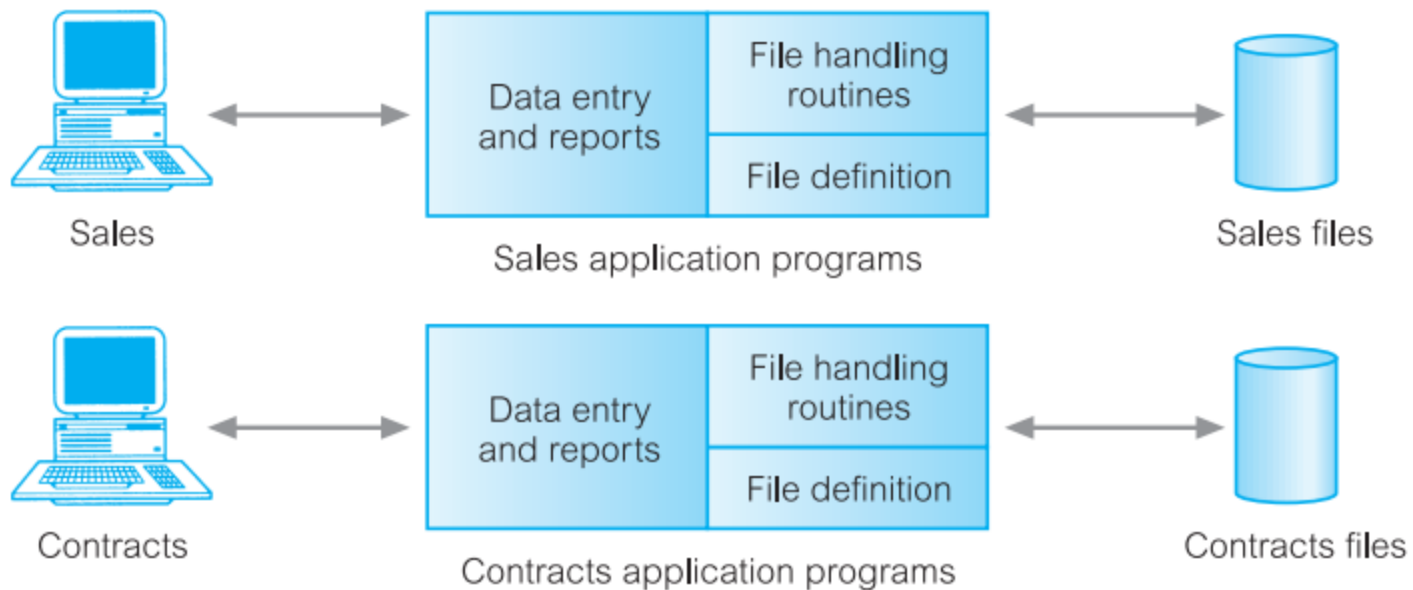 Data entry
and reports
File handling
routines
File definition
Sales
Sales application programs
Sales files
Data entry
and reports
File handling
routines
File definition
Contracts
Contracts application programs
Contracts files